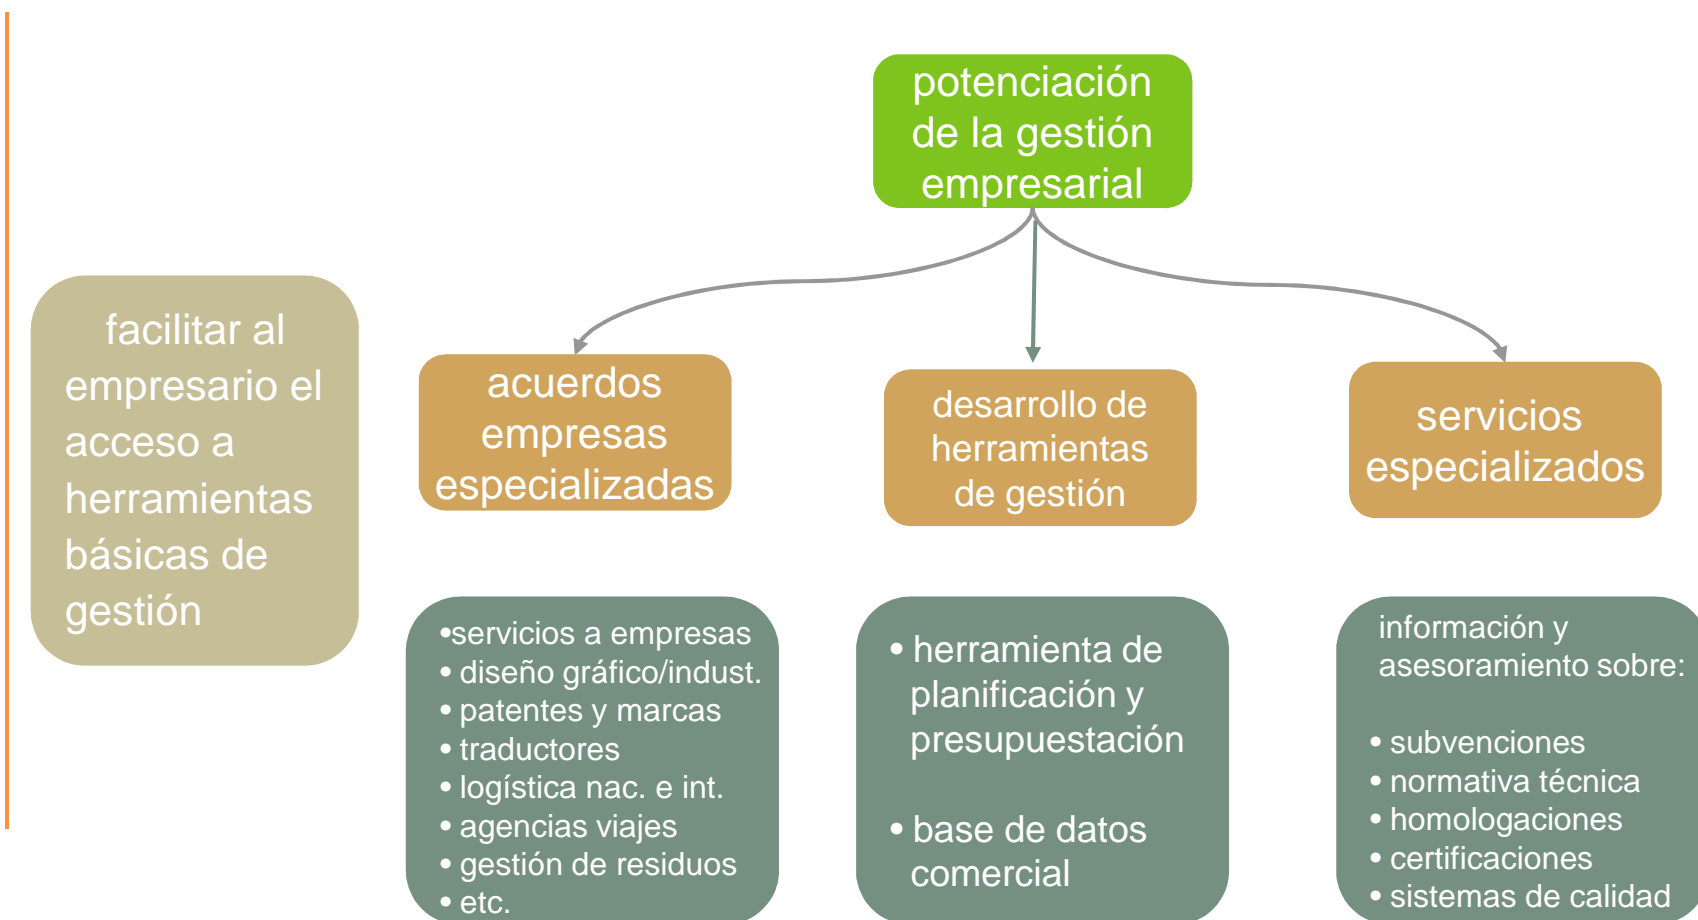 potenciación
de la gestión
empresarial
facilitar al
empresario el
acceso a
herramientas
básicas de
gestión
acuerdos
empresas
especializadas
desarrollo de
herramientas
de gestión
servicios
especializados
•servicios a empresas
• diseño gráfico/indust.
• patentes y marcas
• traductores
• logística nac. e int.
• agencias viajes
• gestión de residuos
• etc.
• herramienta de
planificación y
presupuestación
• base de datos
comercial
información y
asesoramiento sobre:
• subvenciones
• normativa técnica
• homologaciones
• certificaciones
• sistemas de calidad